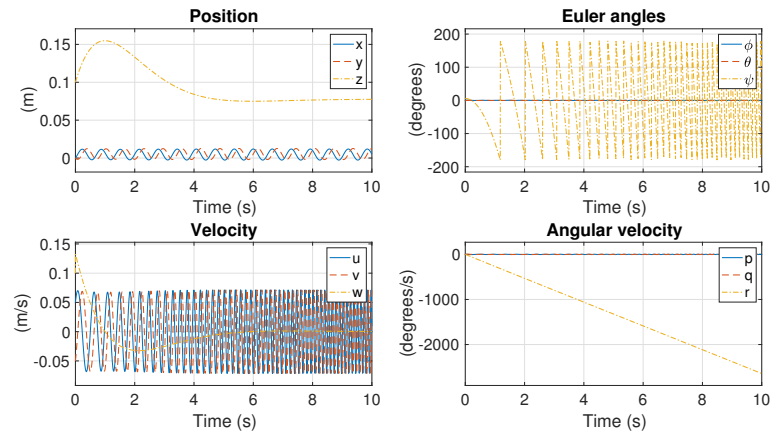 Position
(m)
0.15
0.1
0.05
0
x
y
z
0 2 4 6 8 10
Time (s)
Euler angles
(degrees)
200
100
0
-100
-200
ϕ
θ
ψ
0 2 4 6 8 10
Time (s)
Velocity
(m/s)
0.15
0.1
0.05
0
-0.05
u
v
w
0 2 4 6 8 10
Time (s)
Angular velocity
(degrees/s)
0
-1000
-2000
p
q
r
0 2 4 6 8 10
Time (s)